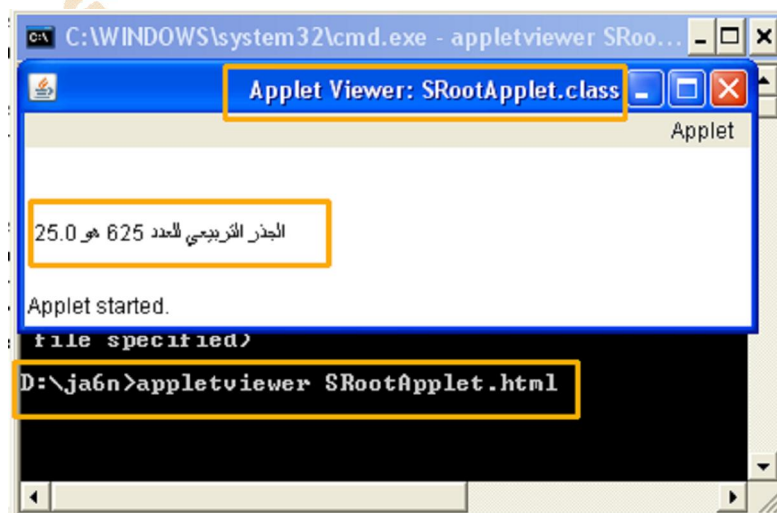 C:\WINDOWS\system32\cmd.exe - appletviewer SRoo...
Applet Viewer: SRootApplet.class
Applet
الجذر التربيعي للعدد 625 هو 25.0
Applet started.
file specified)
D:\ja6n>appletviewer SRootApplet.html